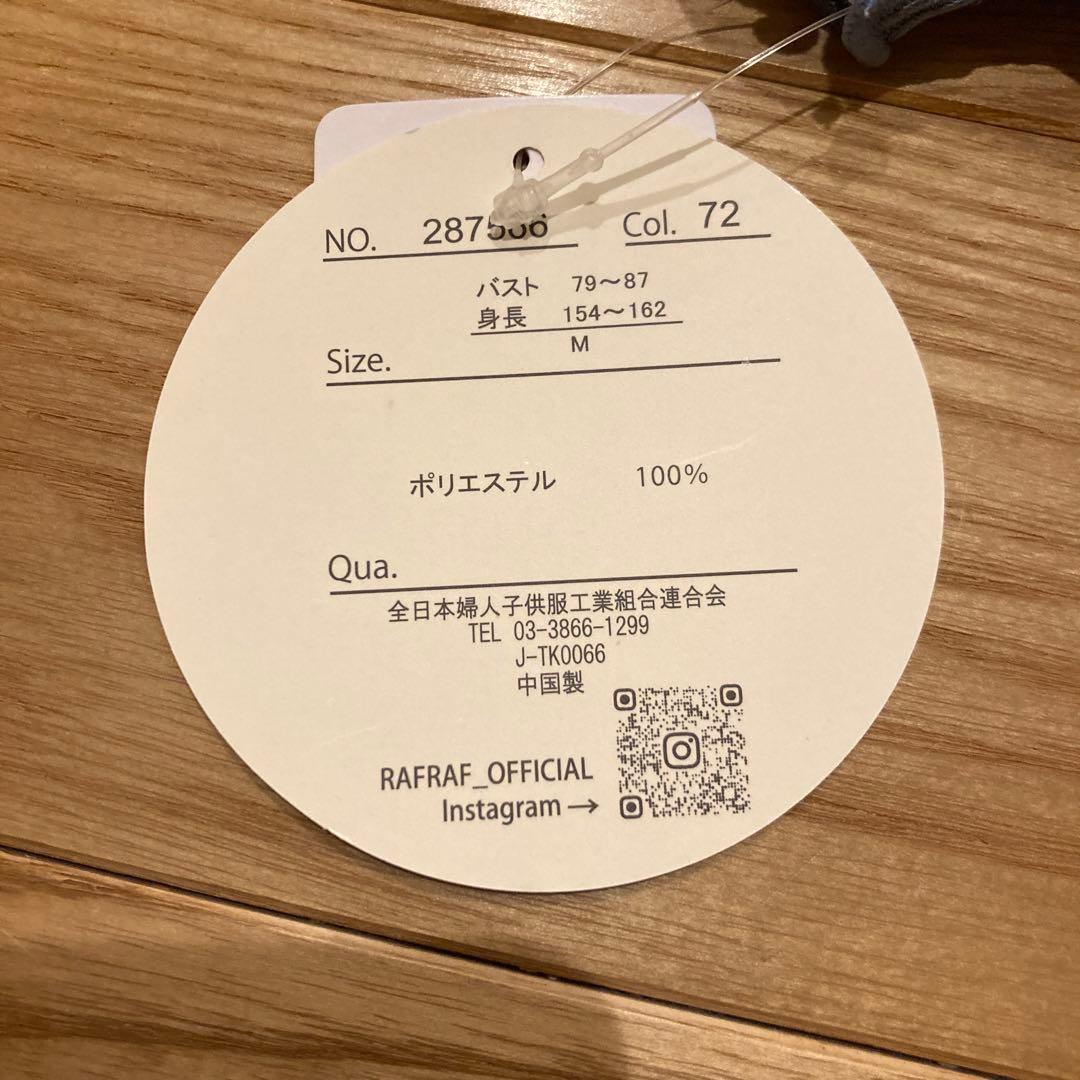 NO. Col. 72
バスト 79～87
身長 154～162
M
Size.
ポリエステル 100%
Qua.
全日本婦人子供服工業組合連合会
TEL 03-3866-1299
J-TK0066
中国製
RAFRAF_OFFICIAL
Instagram →